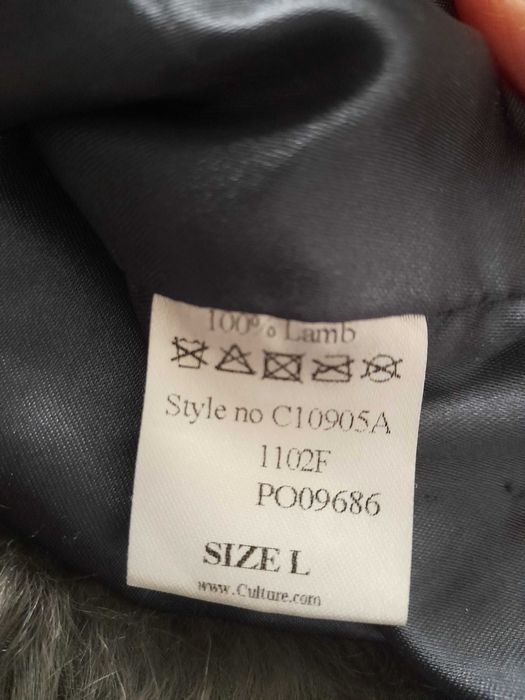 100% Lamb
Style no C10905A
1102F
PO09686
SIZE L
www.Culture.com